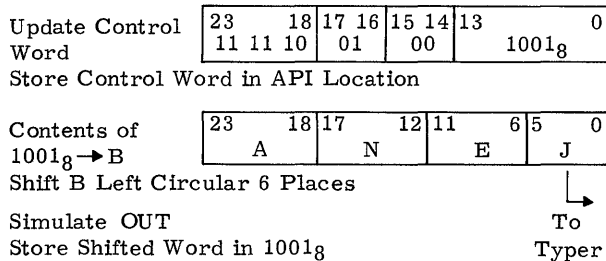 Update Control Word
23 18 17 16 15 14 13 0
11 11 10 01 00 1001₈
Store Control Word in API Location
Contents of 1001₈→B
23 18 17 12 11 6 5 0
A N E J
Shift B Left Circular 6 Places
Simulate OUT
Store Shifted Word in 1001₈
To
Typer